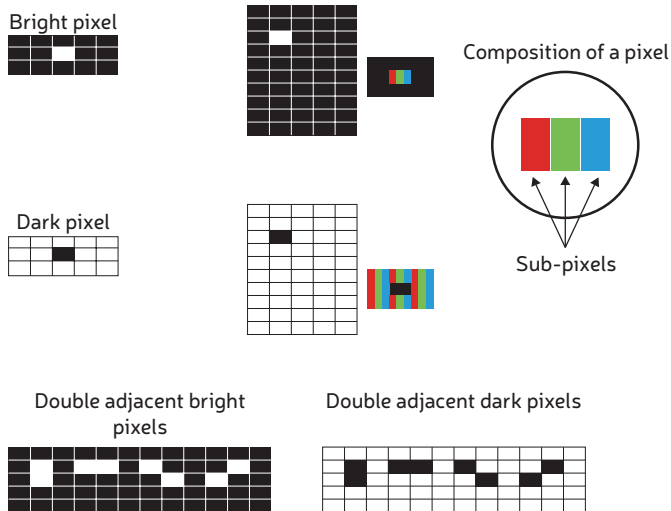 Bright pixel
Composition of a pixel
Dark pixel
Sub-pixels
Double adjacent bright
pixels
Double adjacent dark pixels